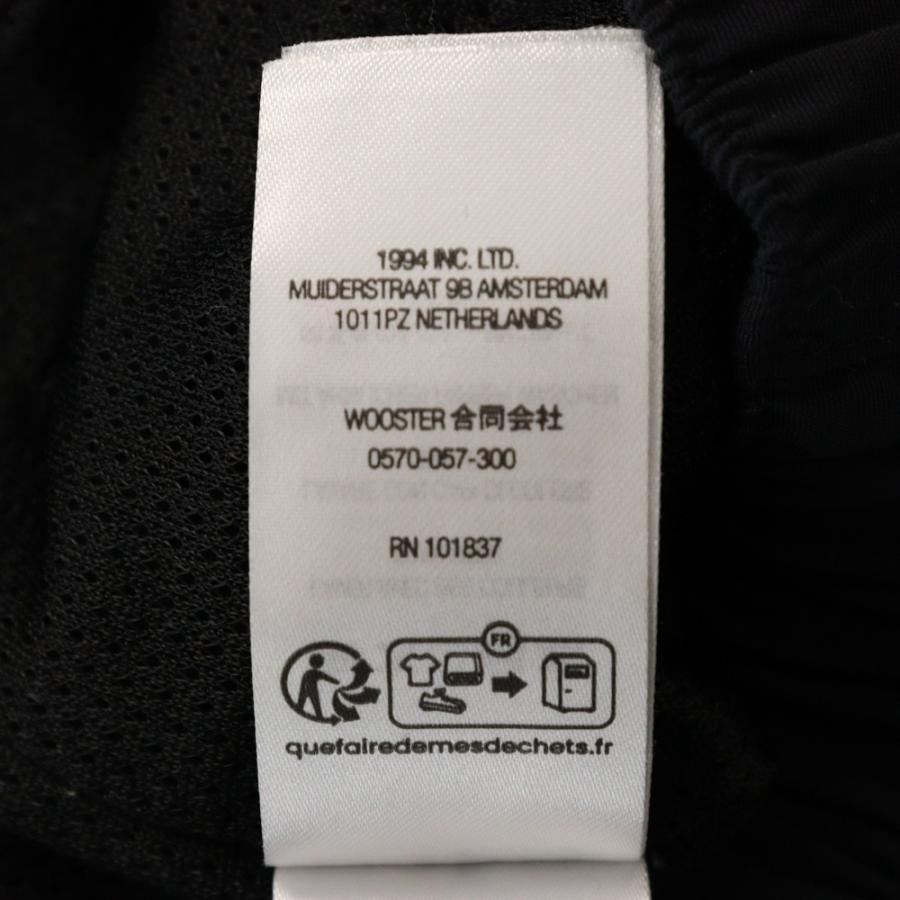 1994 INC. LTD.
MUIDERSTRAAT 9B AMSTERDAM
1011PZ NETHERLANDS
WOOSTER 合同会社
0570-057-300
RN 101837
FR
quefairedemesdechets.fr